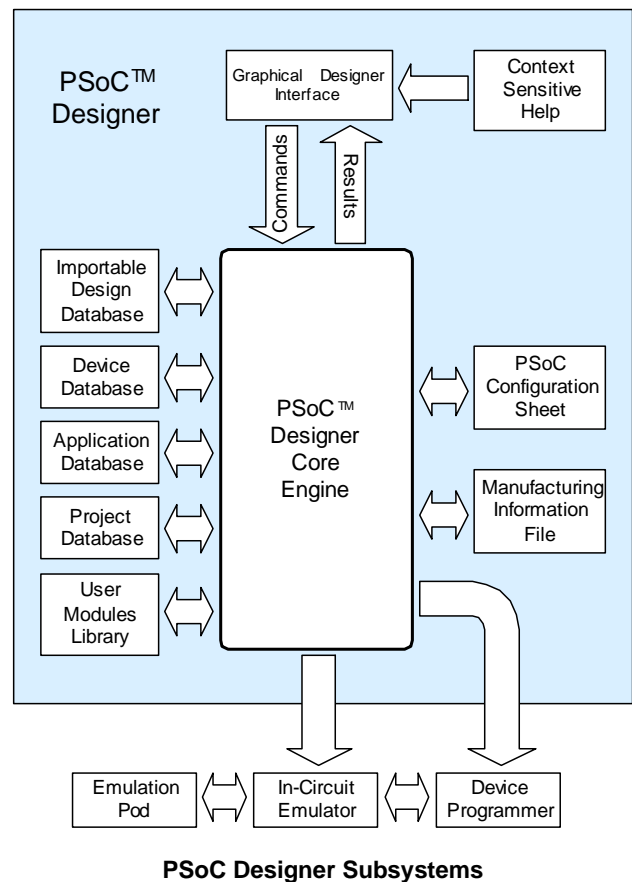 PSoC™
Designer
Graphical Designer
Interface
Context
Sensitive
Help
Commands
Results
Importable
Design
Database
Device
Database
Application
Database
Project
Database
User
Modules
Library
PSoC™
Designer
Core
Engine
PSoC
Configuration
Sheet
Manufacturing
Information
File
Emulation
Pod
In-Circuit
Emulator
Device
Programmer
PSoC Designer Subsystems